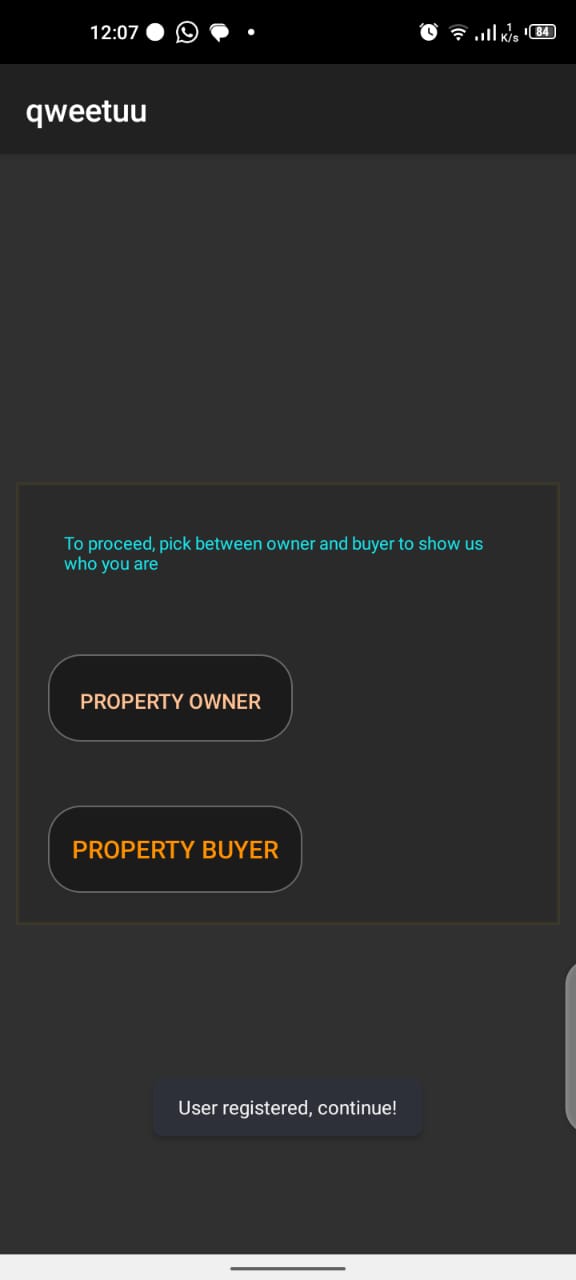 12:07
1
K/s
84
qweetuu
To proceed, pick between owner and buyer to show us
who you are
PROPERTY OWNER
PROPERTY BUYER
User registered, continue!